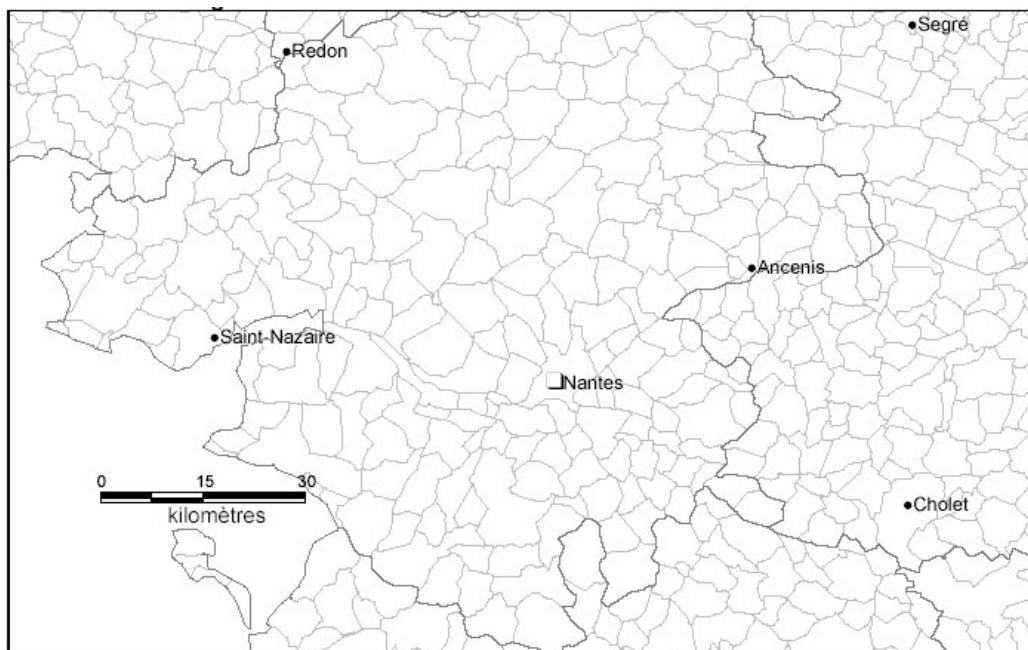 Segré
Redon
Ancenis
Saint-Nazaire
Nantes
0 15 30
kilomètres
Cholet